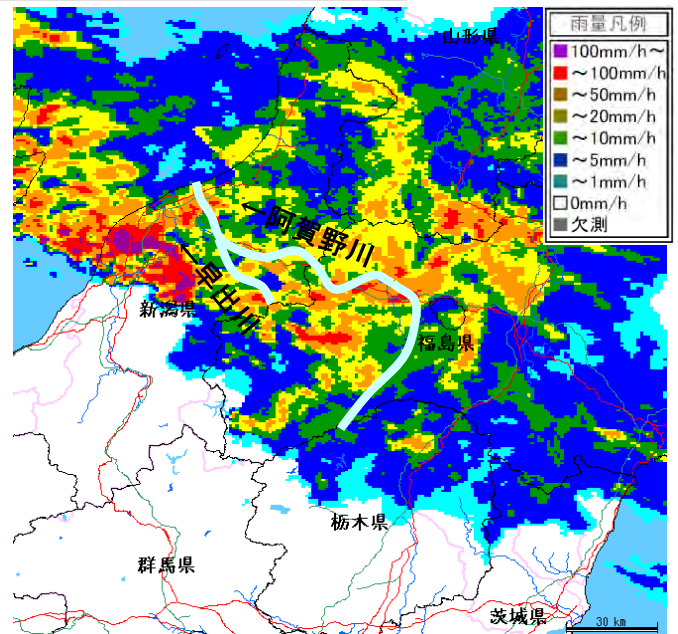 雨量凡例
100mm/h~
~100mm/h
~50mm/h
~20mm/h
~10mm/h
~5mm/h
~1mm/h
0mm/h
欠測
山形県
←阿賀野川
←早出川
新潟県
福島県
栃木県
群馬県
茨城県
30 km